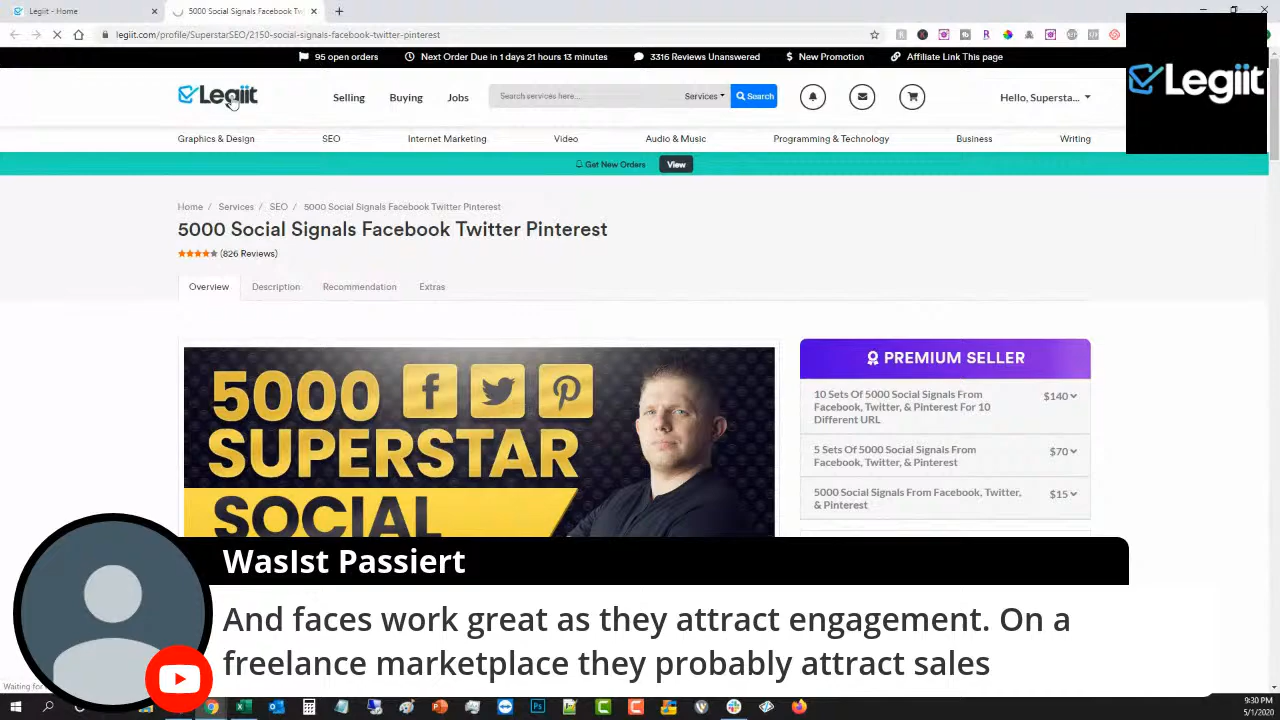 Legiit - Home
5000 Social Signals Facebook Tw
legiit.com/profile/SuperstarSEO/2150-social-signals-facebook-twitter-pinterest
95 open orders
Next Order Due in 1 days 21 hours 13 minutes
3316 Reviews Unanswered
New Promotion
Affiliate Link This page
Legiit
Selling
Buying
Jobs
Search services here...
Services
Search
Hello, Supersta...
Legiit
Graphics & Design
SEO
Internet Marketing
Video
Audio & Music
Programming & Technology
Business
Writing
Get New Orders
View
Home / Services / SEO / 5000 Social Signals Facebook Twitter Pinterest
5000 Social Signals Facebook Twitter Pinterest
(826 Reviews)
Overview
Description
Recommendation
Extras
5000
SUPERSTAR
SOCIAL
PREMIUM SELLER
10 Sets Of 5000 Social Signals From
Facebook, Twitter, & Pinterest For 10
Different URL
$140
5 Sets Of 5000 Social Signals From
Facebook, Twitter, & Pinterest
$70
5000 Social Signals From Facebook, Twitter,
& Pinterest
$15
WasIst Passiert
And faces work great as they attract engagement. On a
freelance marketplace they probably attract sales
Waiting for
9:30 PM
5/1/2020